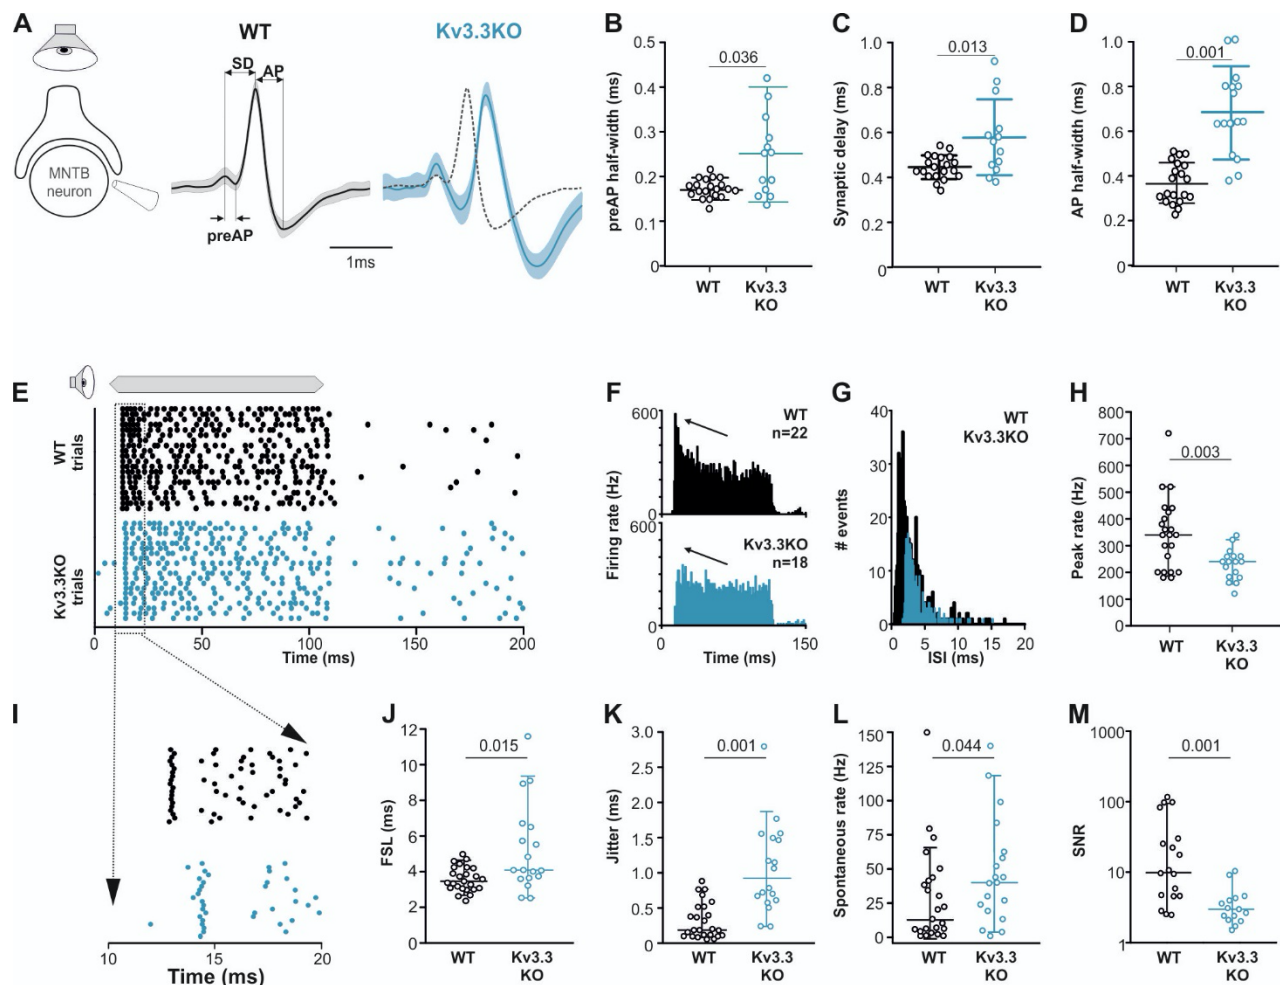 A
WT
Kv3.3KO
SD
AP
MNTB
neuron
preAP
1ms
B
preAP half-width (ms)
0.5
0.4
0.3
0.2
0.1
0
0.036
WT
Kv3.3
KO
C
Synaptic delay (ms)
1.0
0.8
0.6
0.4
0.2
0
0.013
WT
Kv3.3
KO
D
AP half-width (ms)
1.0
0.8
0.6
0.4
0.2
0
0.001
WT
Kv3.3
KO
E
WT
trials
Kv3.3KO
trials
0 50 100 150 200
Time (ms)
F
Firing rate (Hz)
600
WT
n=22
0
600
Kv3.3KO
n=18
0
0 150
Time (ms)
G
# events
40
30
20
10
0
WT
Kv3.3KO
0 5 10 15 20
ISI (ms)
H
Peak rate (Hz)
800
700
600
500
400
300
200
100
0
0.003
WT
Kv3.3
KO
I
10 15 20
Time (ms)
J
FSL (ms)
12
10
8
6
4
2
0
0.015
WT
Kv3.3
KO
K
Jitter (ms)
3.0
2.5
2.0
1.5
1.0
0.5
0
0.001
WT
Kv3.3
KO
L
Spontaneous rate (Hz)
150
125
100
75
50
25
0
0.044
WT
Kv3.3
KO
M
SNR
1000
100
10
1
0.001
WT
Kv3.3
KO